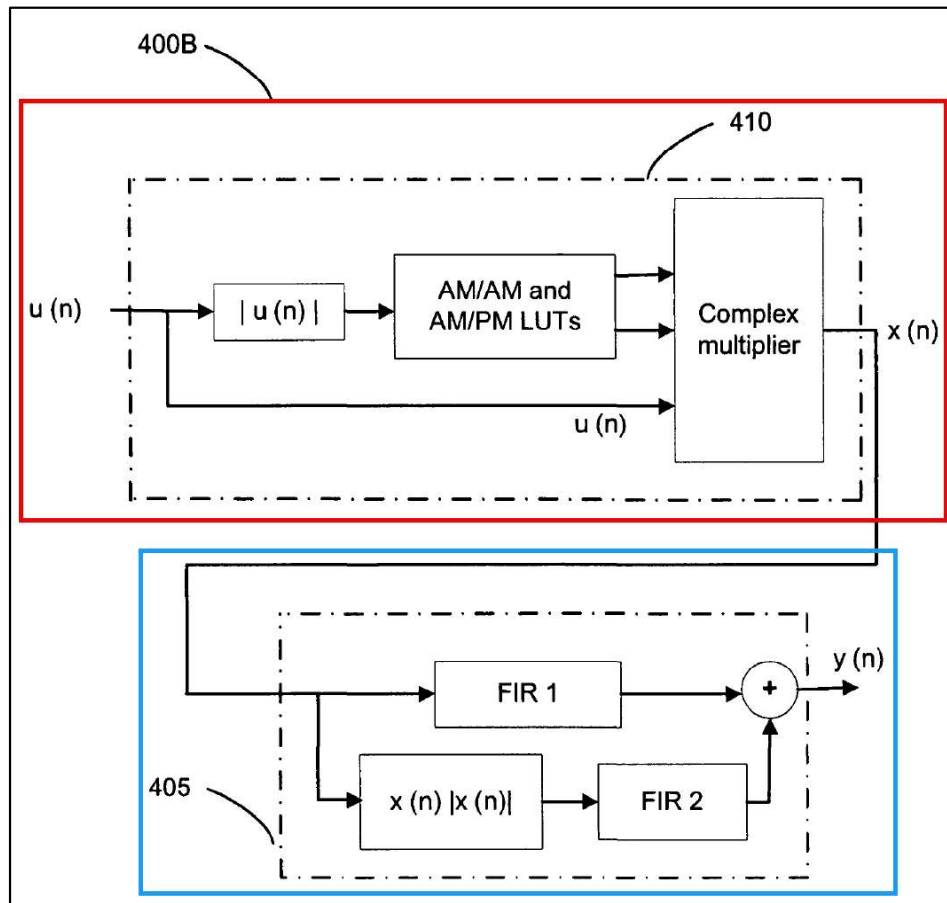 400B
410
u (n)
| u (n) |
AM/AM and
AM/PM LUTs
Complex
multiplier
x (n)
u (n)
FIR 1
+
y (n)
405
x (n) |x (n)|
FIR 2